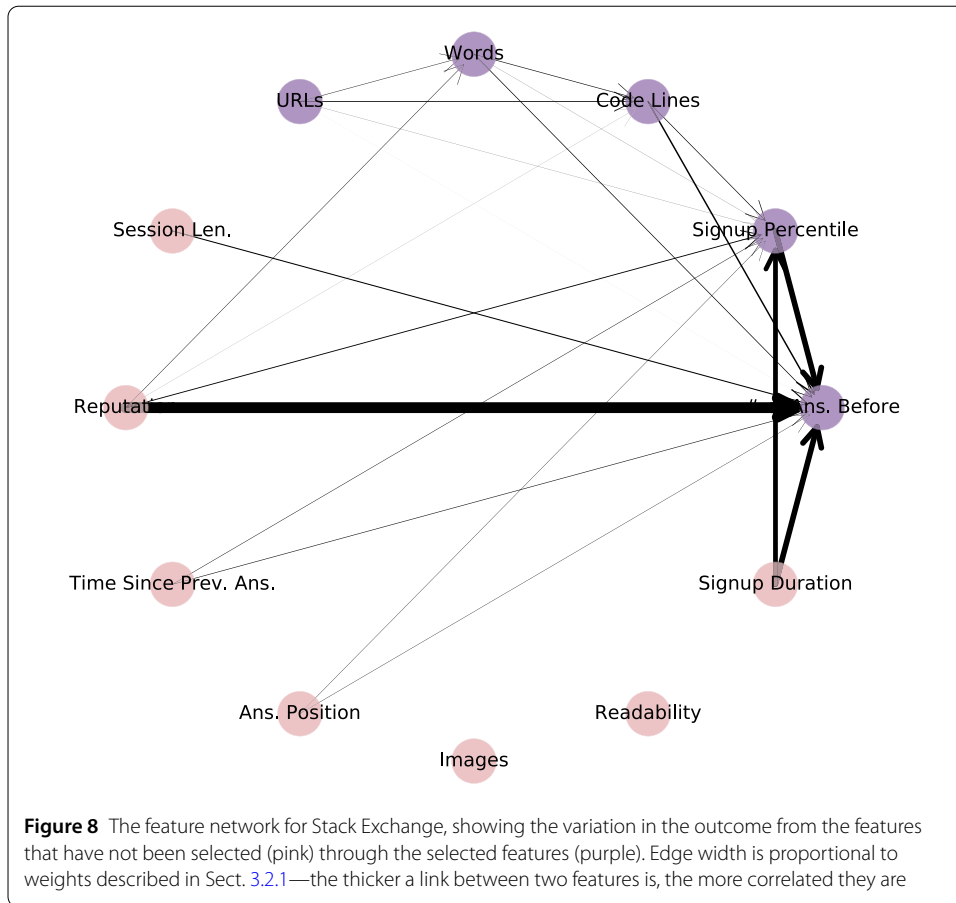 Words
URLs
Code Lines
Session Len.
Signup Percentile
Ans. Before
Time Since Prev. Ans.
Signup Duration
Ans. Position
Readability
Images
Figure 8 The feature network for Stack Exchange, showing the variation in the outcome from the features
that have not been selected (pink) through the selected features (purple). Edge width is proportional to
weights described in Sect. 3.2.1—the thicker a link between two features is, the more correlated they are